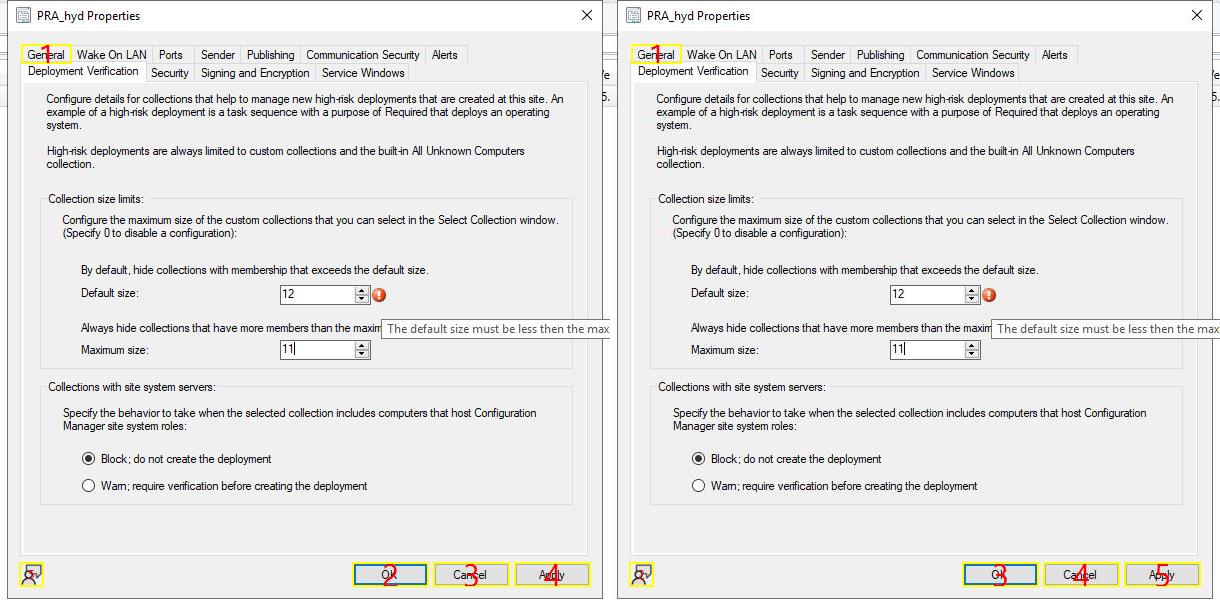 PRA_hyd Properties
General Wake On LAN Ports Sender Publishing Communication Security Alerts
Deployment Verification Security Signing and Encryption Service Windows
Configure details for collections that help to manage new high-risk deployments that are created at this site. An
example of a high-risk deployment is a task sequence with a purpose of Required that deploys an operating
system.
High-risk deployments are always limited to custom collections and the built-in All Unknown Computers
collection.
Collection size limits:
Configure the maximum size of the custom collections that you can select in the Select Collection window.
(Specify 0 to disable a configuration):
By default, hide collections with membership that exceeds the default size.
Default size: 12
Always hide collections that have more members than the maxim
The default size must be less then the max
Maximum size: 11
Collections with site system servers:
Specify the behavior to take when the selected collection includes computers that host Configuration
Manager site system roles:
Block; do not create the deployment
Warn; require verification before creating the deployment
OK Cancel Apply
1
2
3
4
PRA_hyd Properties
General Wake On LAN Ports Sender Publishing Communication Security Alerts
Deployment Verification Security Signing and Encryption Service Windows
Configure details for collections that help to manage new high-risk deployments that are created at this site. An
example of a high-risk deployment is a task sequence with a purpose of Required that deploys an operating
system.
High-risk deployments are always limited to custom collections and the built-in All Unknown Computers
collection.
Collection size limits:
Configure the maximum size of the custom collections that you can select in the Select Collection window.
(Specify 0 to disable a configuration):
By default, hide collections with membership that exceeds the default size.
Default size: 12
Always hide collections that have more members than the maxim
The default size must be less then the max
Maximum size: 11
Collections with site system servers:
Specify the behavior to take when the selected collection includes computers that host Configuration
Manager site system roles:
Block; do not create the deployment
Warn; require verification before creating the deployment
OK Cancel Apply
1
3
4
5